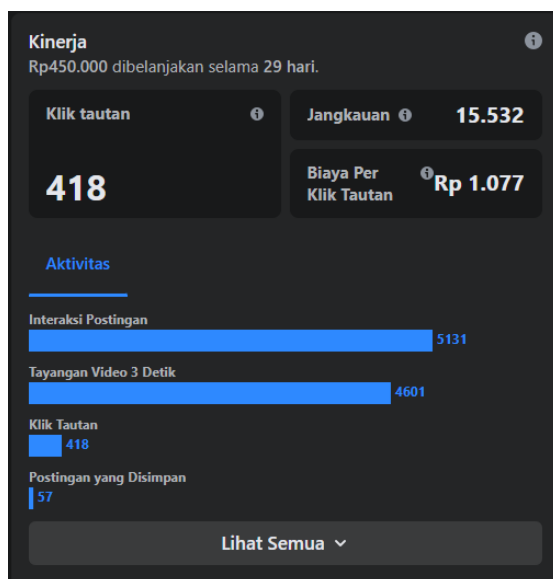 Kinerja
Rp450.000 dibelanjakan selama 29 hari.
Klik tautan
418
Jangkauan 15.532
Biaya Per
Klik Tautan
Rp 1.077
Aktivitas
Interaksi Postingan
5131
Tayangan Video 3 Detik
4601
Klik Tautan
418
Postingan yang Disimpan
57
Lihat Semua